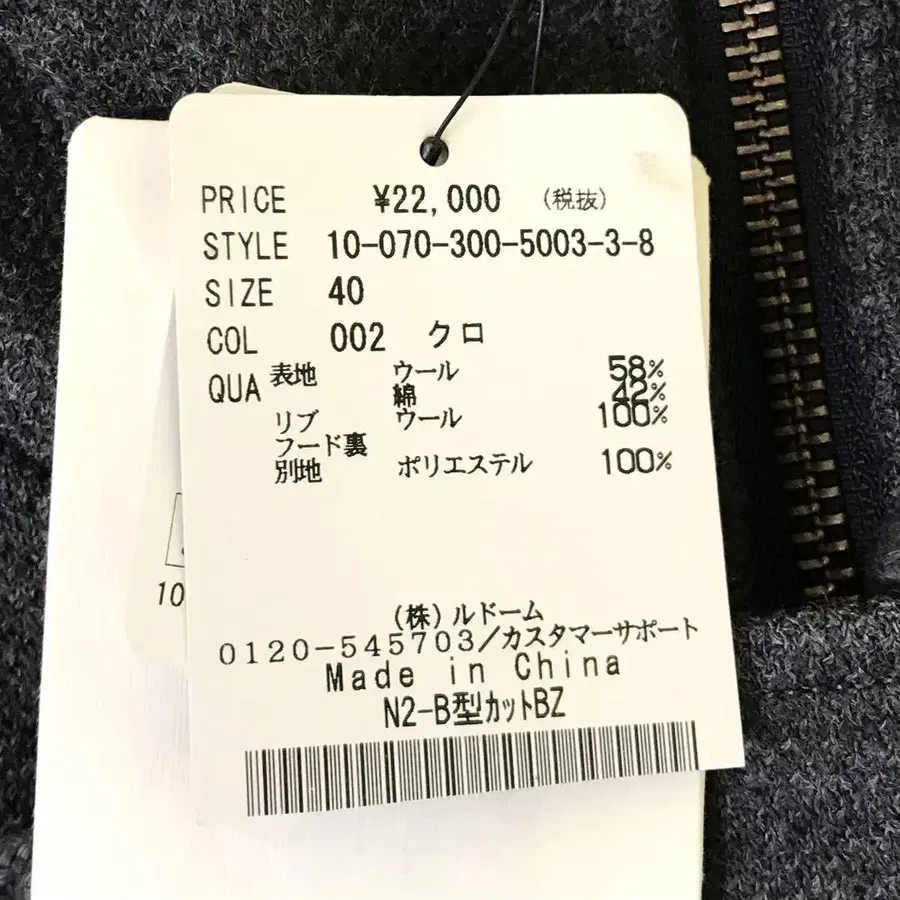 PRICE ¥22,000 (税抜)
STYLE 10-070-300-5003-3-8
SIZE 40
COL 002 クロ
QUA 表地 ウール 58%
綿 42%
リブ ウール 100%
フード裏
別地 ポリエステル 100%
10
(株)ルドーム
0120-545703/カスタマーサポート
Made in China
N2-B型カットBZ